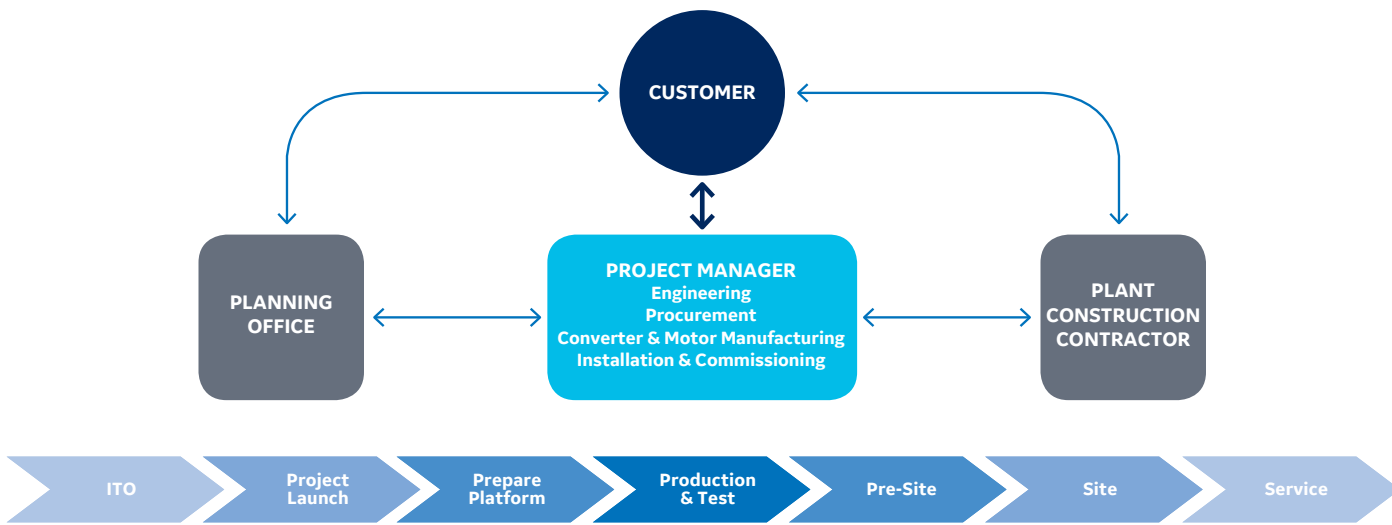 CUSTOMER
PLANNING
OFFICE
PROJECT MANAGER
Engineering
Procurement
Converter & Motor Manufacturing
Installation & Commissioning
PLANT
CONSTRUCTION
CONTRACTOR
ITO
Project
Launch
Prepare
Platform
Production
& Test
Pre-Site
Site
Service